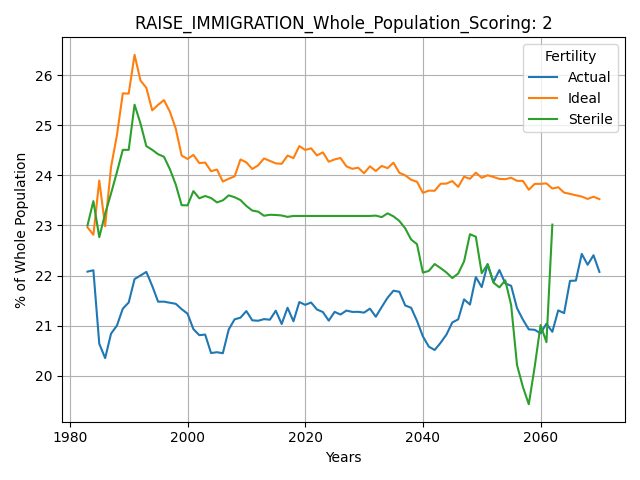 RAISE_IMMIGRATION_Whole_Population_Scoring: 2
Fertility
Actual
Ideal
Sterile
% of Whole Population
26
25
24
23
22
21
20
1980
2000
2020
2040
2060
Years